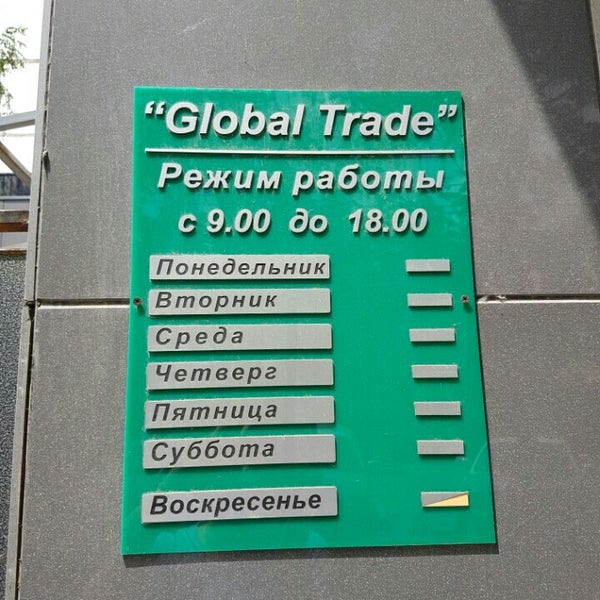 “Global Trade”
Режим работы
с 9.00 до 18.00
Понедельник
Вторник
Среда
Четверг
Пятница
Суббота
Воскресенье